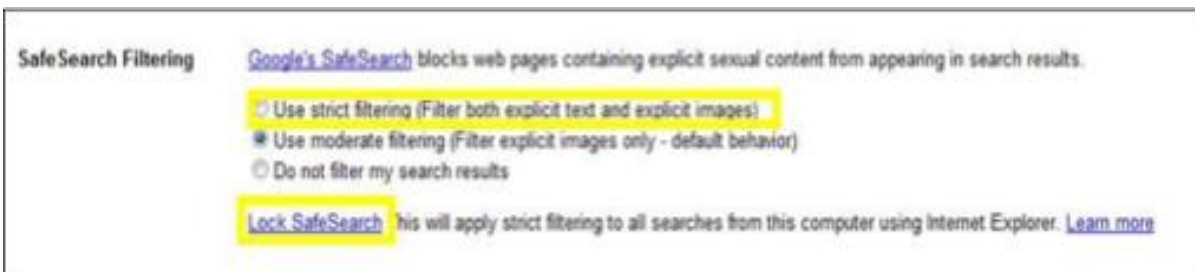 SafeSearch Filtering Google's SafeSearch blocks web pages containing explicit sexual content from appearing in search results.
Use strict filtering (Filter both explicit text and explicit images)
Use moderate filtering (Filter explicit images only - default behavior)
Do not filter my search results
Lock SafeSearch his will apply strict filtering to all searches from this computer using Internet Explorer. Learn more